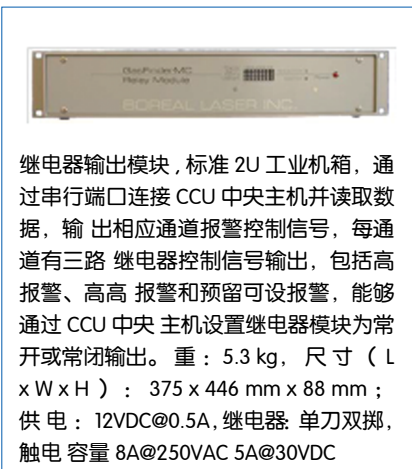 GasFinder-MC
Relay Module
BOREAL LASER INC.
继电器输出模块 , 标准 2U 工业机箱，通
过串行端口连接 CCU 中央主机并读取数
据，输 出相应通道报警控制信号，每通
道有三路 继电器控制信号输出，包括高
报警、高高 报警和预留可设报警，能够
通过 CCU 中央 主机设置继电器模块为常
开或常闭输出。 重 ：5.3 kg， 尺 寸 （ L
x W x H ） ： 375 x 446 mm x 88 mm ；
供 电 ：12VDC@0.5A , 继电器: 单刀双掷，
触电 容量 8A@250VAC 5A@30VDC